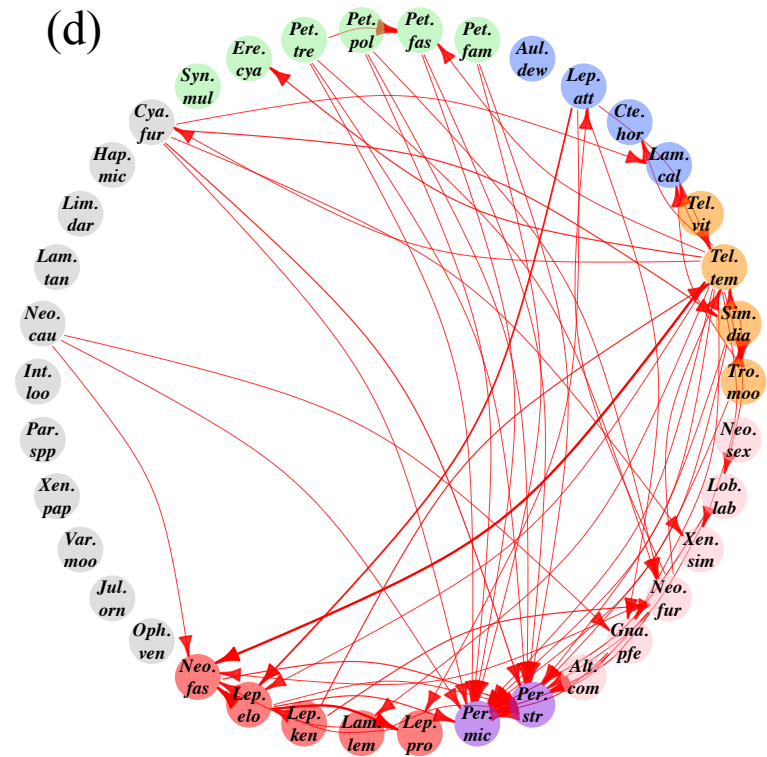 (d)
Pet.
fam
Pet.
fas
Pet.
pol
Pet.
tre
Ere.
cya
Syn.
mul
Cya.
fur
Hap.
mic
Lim.
dar
Lam.
tan
Neo.
cau
Int.
loo
Par.
spp
Xen.
pap
Var.
moo
Jul.
orn
Oph.
ven
Neo.
fas
Lep.
elo
Lep.
ken
Lam.
lem
Lep.
pro
Per.
mic
Per.
str
Alt.
com
Gna.
pfe
Neo.
fur
Xen.
sim
Lob.
lab
Neo.
sex
Tro.
moo
Sim.
dia
Tel.
tem
Tel.
vit
Lam.
cal
Cte.
hor
Lep.
att
Aul.
dew